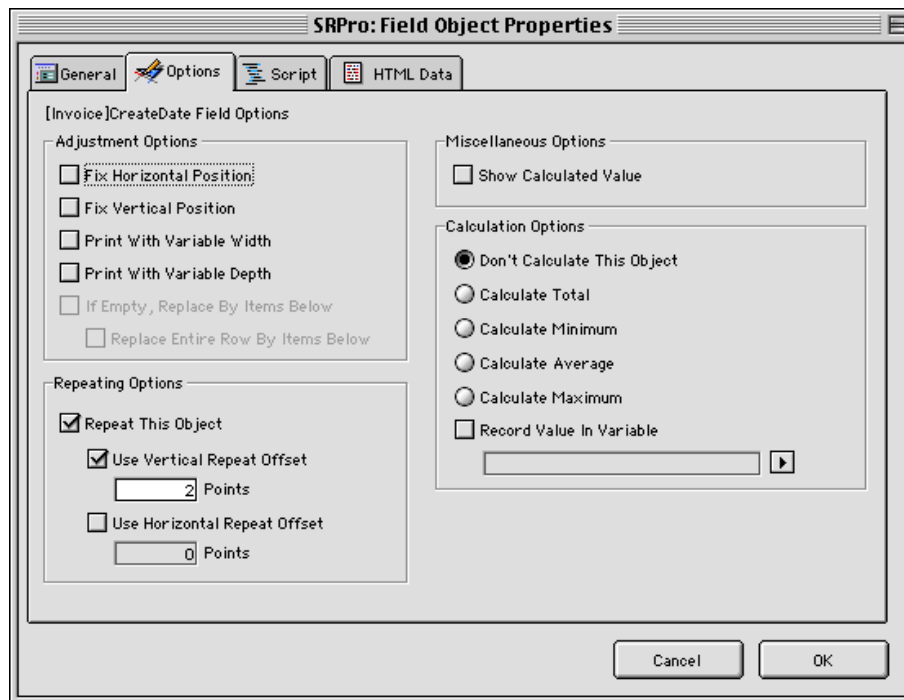 SRPro: Field Object Properties
General
Options
Script
HTML Data
[Invoice]CreateDate Field Options
Adjustment Options
Fix Horizontal Position
Fix Vertical Position
Print With Variable Width
Print With Variable Depth
If Empty, Replace By Items Below
Replace Entire Row By Items Below
Repeating Options
Repeat This Object
Use Vertical Repeat Offset
2 Points
Use Horizontal Repeat Offset
0 Points
Miscellaneous Options
Show Calculated Value
Calculation Options
Don't Calculate This Object
Calculate Total
Calculate Minimum
Calculate Average
Calculate Maximum
Record Value In Variable
Cancel
OK